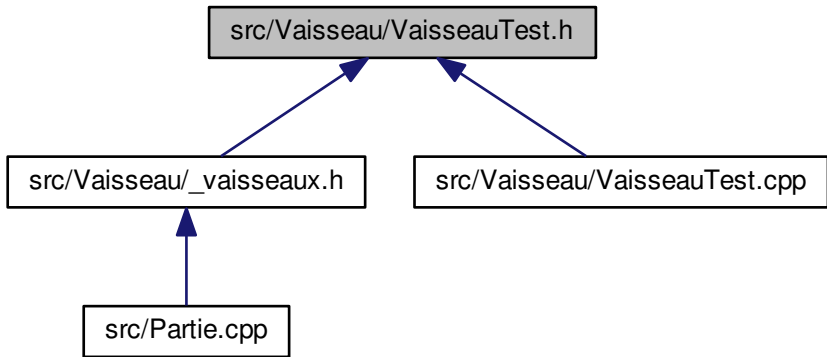 src/Vaisseau/VaisseauTest.h
src/Vaisseau/_vaisseaux.h
src/Vaisseau/VaisseauTest.cpp
src/Partie.cpp